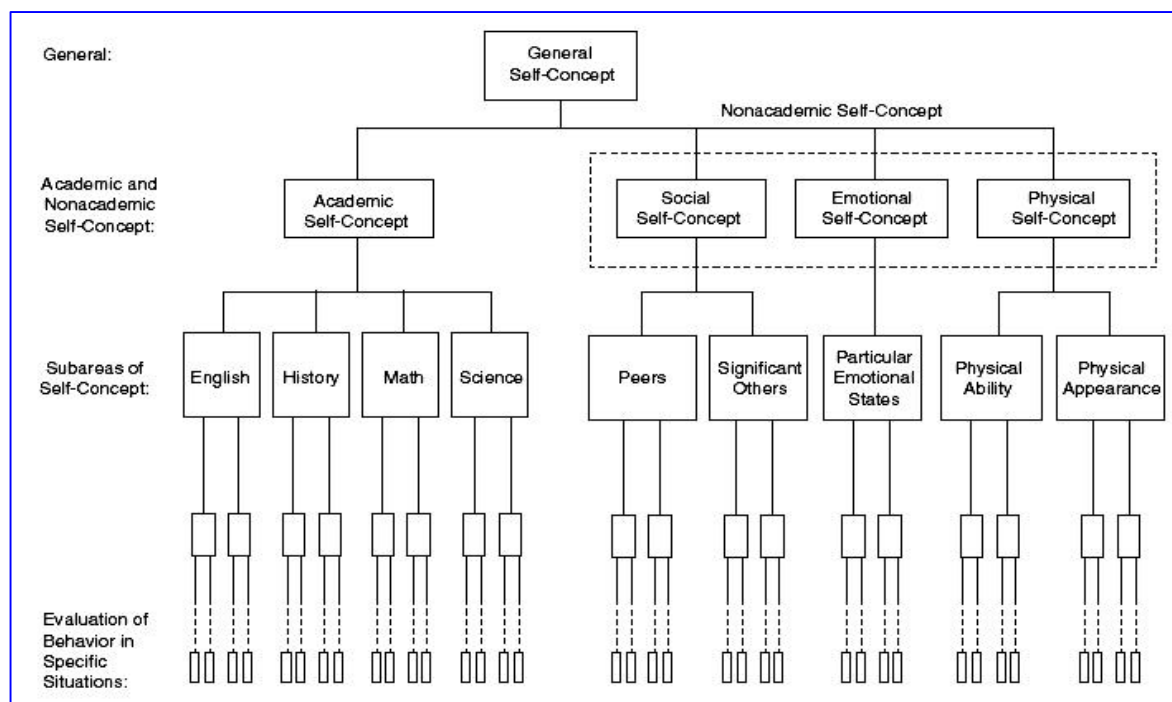 General:
General
Self-Concept
Nonacademic Self-Concept
Academic and
Nonacademic
Self-Concept:
Academic
Self-Concept
Social
Self-Concept
Emotional
Self-Concept
Physical
Self-Concept
Subareas of
Self-Concept:
English
History
Math
Science
Peers
Significant
Others
Particular
Emotional
States
Physical
Ability
Physical
Appearance
Evaluation of
Behavior in
Specific
Situations: